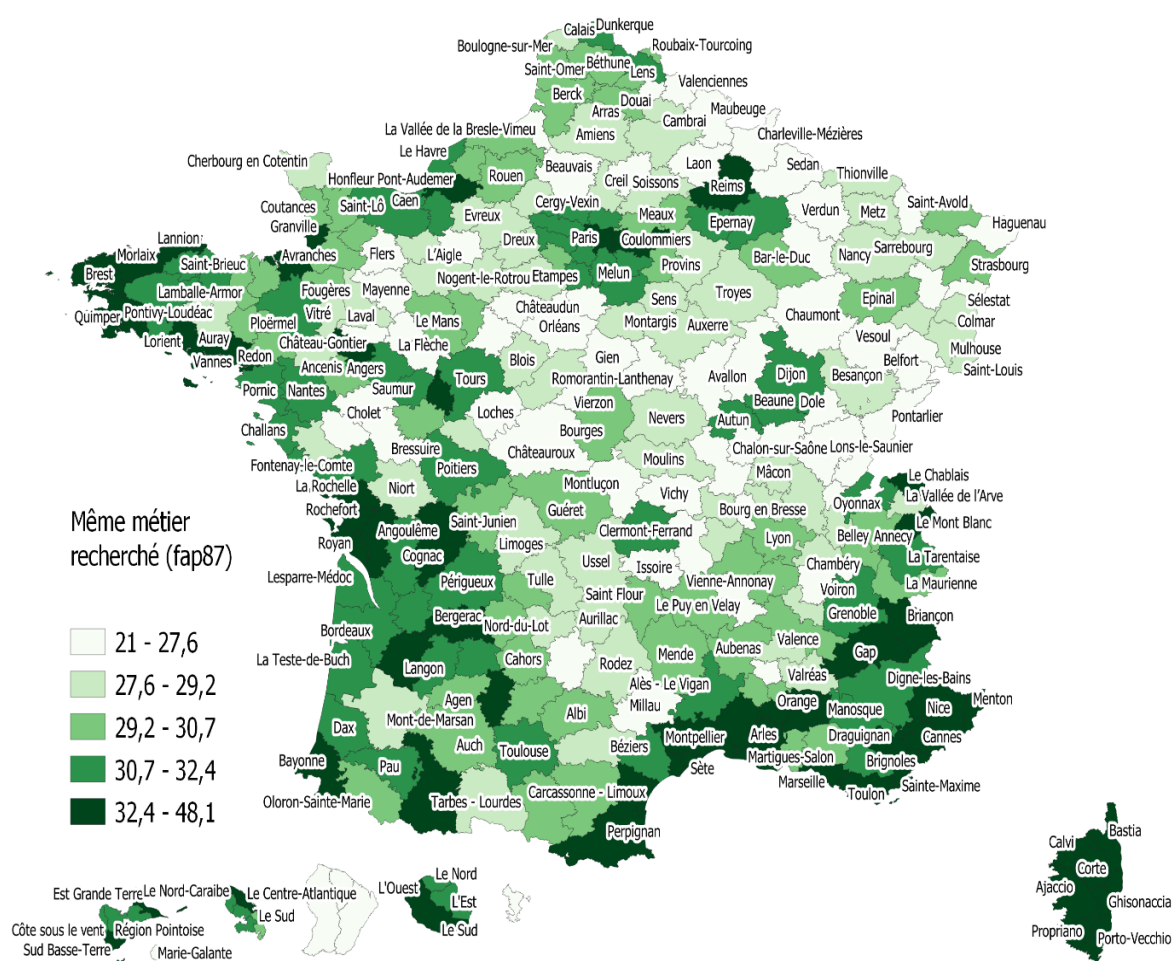 Dunkerque
Calais
Boulogne-sur-Mer
Roubaix-Tourcoing
Béthune
Saint-Omer
Lens
Valenciennes
Berck
Douai
Maubeuge
Arras
Cambrai
La Vallée de la Bresle-Vimeu
Amiens
Charleville-Mézières
Le Havre
Cherbourg en Cotentin
Beauvais
Laon
Sedan
Rouen
Thionville
Honfleur Pont-Audemer
Creil
Soissons
Reims
Saint-Avold
Coutances
Saint-Lô
Caen
Cergy-Vexin
Verdun
Metz
Evreux
Meaux
Epernay
Haguenau
Granville
Lannion
Dreux
Paris
Coulommiers
Morlaix
Avranches
Flers
L'Aigle
Bar-le-Duc
Nancy
Sarrebourg
Saint-Brieuc
Provins
Strasbourg
Brest
Nogent-le-Rotrou
Etampes
Melun
Lamballe-Armor
Fougères
Mayenne
Troyes
Sens
Epinal
Sélestat
Quimper
Pontivy-Loudéac
Vitré
Laval
Châteaudun
Chaumont
Ploërmel
Le Mans
Orléans
Montargis
Auxerre
Colmar
Lorient
Auray
Château-Gontier
La Flèche
Vesoul
Mulhouse
Vannes
Redon
Gien
Belfort
Ancenis
Angers
Blois
Saint-Louis
Tours
Romorantin-Lanthenay
Avallon
Dijon
Besançon
Pornic
Nantes
Saumur
Beaune
Dole
Cholet
Loches
Vierzon
Nevers
Autun
Pontarlier
Challans
Bourges
Bressuire
Châteauroux
Chalon-sur-Saône
Lons-le-Saunier
Fontenay-le-Comte
Poitiers
Moulins
Mâcon
Le Chablais
La Rochelle
Niort
Montluçon
Vichy
La Vallée de l'Arve
Rochefort
Guéret
Bourg en Bresse
Oyonnax
Saint-Junien
Le Mont Blanc
Angoulême
Clermont-Ferrand
Lyon
Belley
Annecy
Royan
Limoges
Cognac
La Tarentaise
Ussel
Issoire
Chambéry
Lesparre-Médoc
Périgueux
Tulle
Vienne-Annonay
Voiron
La Maurienne
Saint Flour
Le Puy en Velay
Grenoble
Briançon
Bergerac
Nord-du-Lot
Aurillac
Bordeaux
Valence
Aubenas
Gap
La Teste-de-Buch
Langon
Cahors
Rodez
Mende
Valréas
Digne-les-Bains
Alès - Le Vigan
Agen
Orange
Menton
Millau
Manosque
Nice
Mont-de-Marsan
Albi
Dax
Draguignan
Auch
Béziers
Montpellier
Arles
Cannes
Toulouse
Bayonne
Pau
Martigues-Salon
Brignoles
Sète
Marseille
Sainte-Maxime
Oloron-Sainte-Marie
Tarbes - Lourdes
Carcassonne - Limoux
Toulon
Perpignan
Même métier
recherché (fap87)
21 - 27,6
27,6 - 29,2
29,2 - 30,7
30,7 - 32,4
32,4 - 48,1
Est Grande Terre
Le Nord-Caraibe
Le Centre-Atlantique
Côte sous le vent
Région Pointoise
Le Sud
Sud Basse-Terre
Marie-Galante
L'Ouest
Le Nord
L'Est
Le Sud
Bastia
Calvi
Corte
Ajaccio
Ghisonaccia
Propriano
Porto-Vecchio